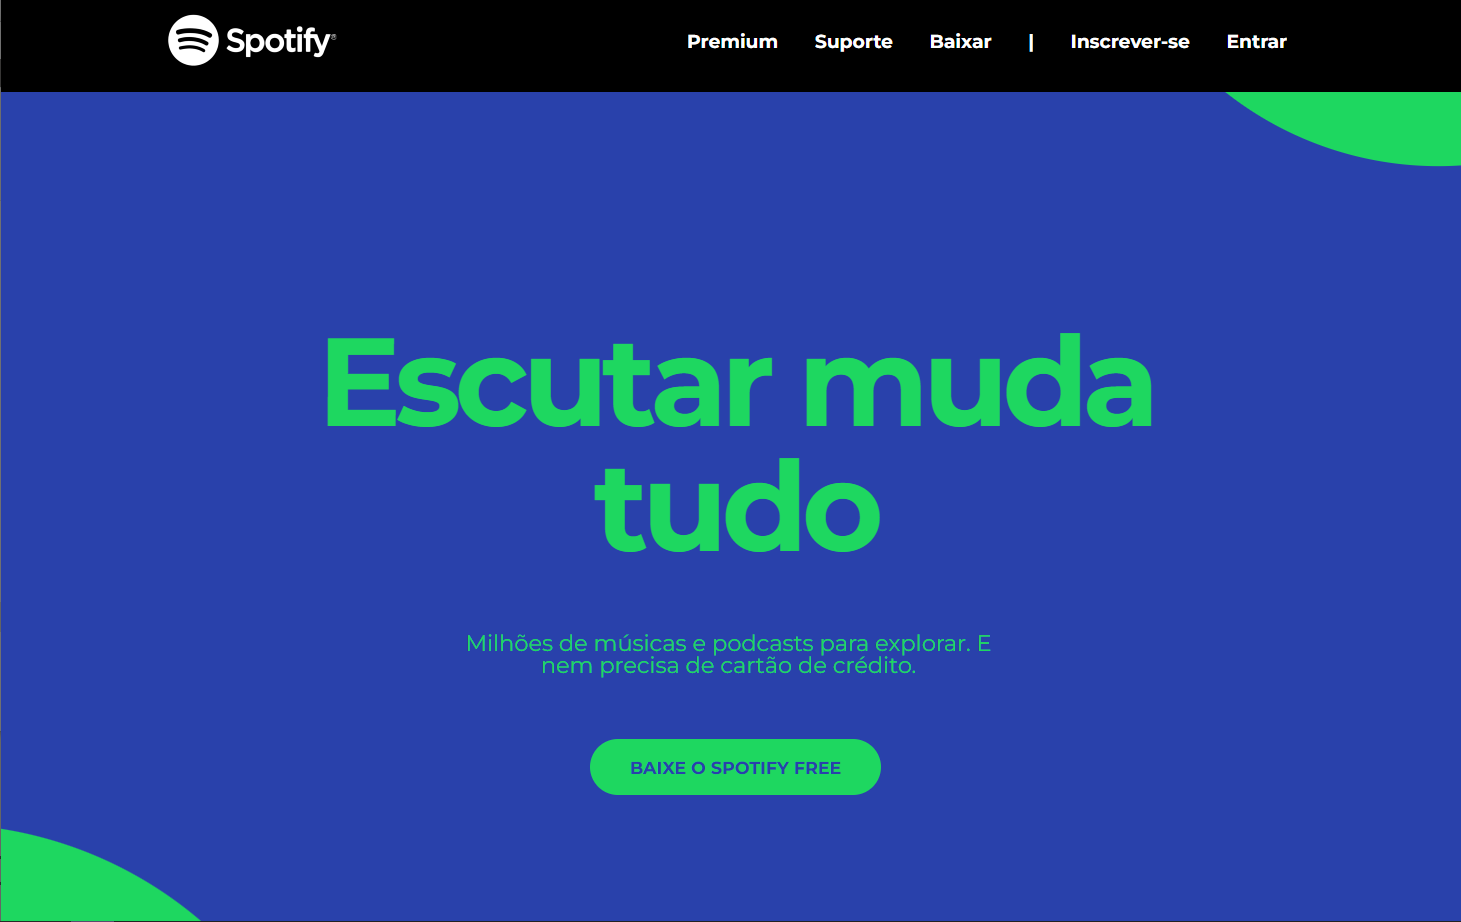 Spotify®
Premium Suporte Baixar | Inscrever-se Entrar
Escutar muda
tudo
Milhões de músicas e podcasts para explorar. E
nem precisa de cartão de crédito.
BAIXE O SPOTIFY FREE